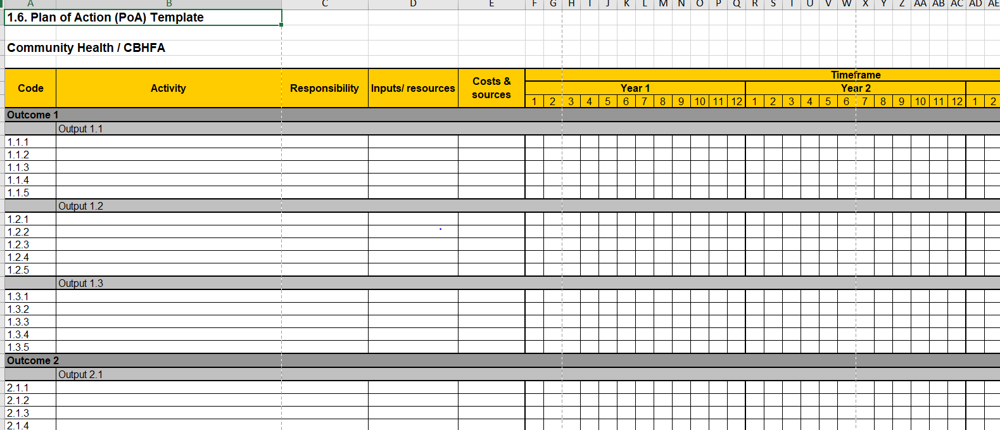 A B C D E F G H I J K L M N O P Q R S T U V W X Y Z AA AB AC AD AE
1.6. Plan of Action (PoA) Template
Community Health / CBHFA
Code Activity Responsibility Inputs/ resources Costs & sources Timeframe
Year 1 Year 2
1 2 3 4 5 6 7 8 9 10 11 12 1 2 3 4 5 6 7 8 9 10 11 12 1 2
Outcome 1
Output 1.1
1.1.1
1.1.2
1.1.3
1.1.4
1.1.5
Output 1.2
1.2.1
1.2.2
1.2.3
1.2.4
1.2.5
Output 1.3
1.3.1
1.3.2
1.3.3
1.3.4
1.3.5
Outcome 2
Output 2.1
2.1.1
2.1.2
2.1.3
2.1.4